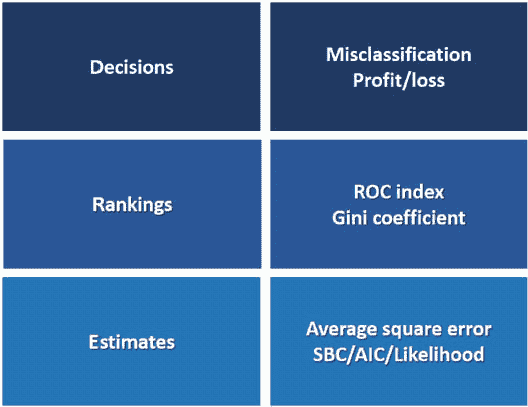 Decisions
Misclassification
Profit/loss
Rankings
ROC index
Gini coefficient
Estimates
Average square error
SBC/AIC/Likelihood